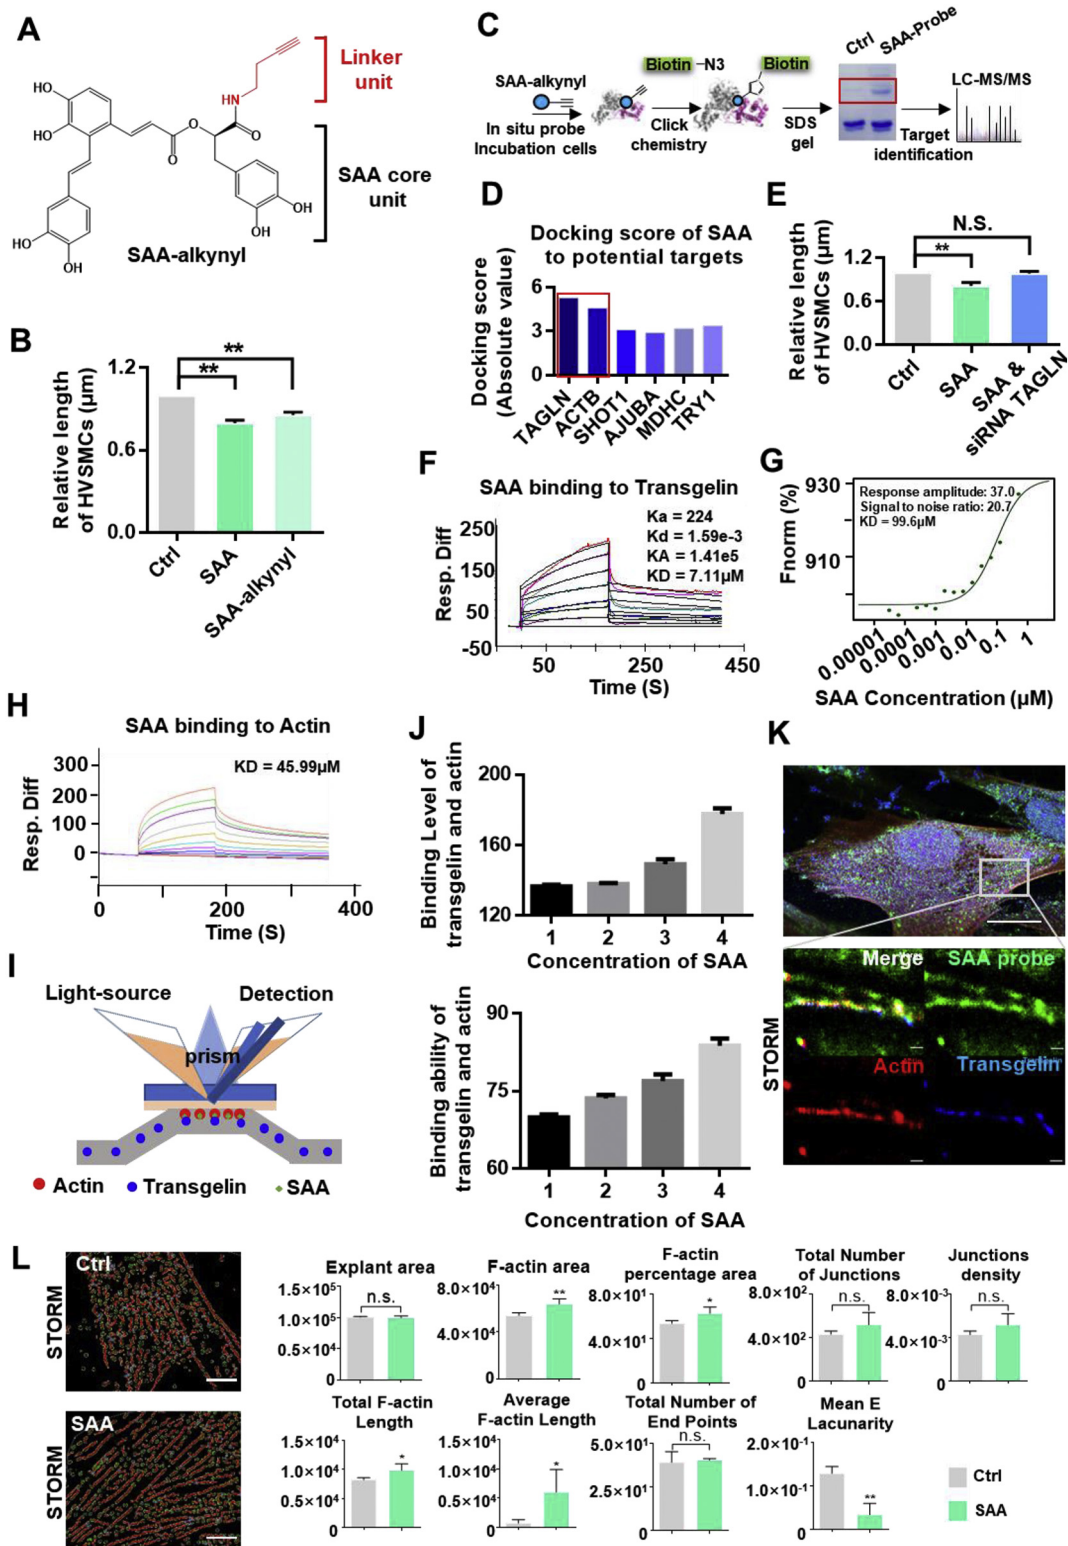 A
Linker
unit
HN
HO
HO
O
O
O
HO
OH
OH
OH
SAA core
unit
SAA-alkynyl
B
Relative length
of HVSMCs (μm)
1.2
0.6
0.0
**
**
Ctrl
SAA
SAA-alkynyl
C
SAA-alkynyl
In situ probe
Incubation cells
Biotin
–N3
Click
chemistry
Biotin
SDS
gel
Ctrl
SAA-Probe
Target
identification
LC-MS/MS
D
Docking score of SAA
to potential targets
Docking score
(Absolute value)
6
3
0
TAGLN
ACTB
SHOT1
AJUBA
MDHC
TRY1
E
Relative length
of HVSMCs (μm)
N.S.
**
1.2
0.6
0.0
Ctrl
SAA
SAA &
siRNA TAGLN
F
SAA binding to Transgelin
Resp. Diff
250
150
50
-50
Ka = 224
Kd = 1.59e-3
KA = 1.41e5
KD = 7.11μM
50
250
450
Time (S)
G
Fnorm (%)
930
910
Response amplitude: 37.0
Signal to noise ratio: 20.7
KD = 99.6μM
0.00001
0.0001
0.001
0.01
0.1
1
SAA Concentration (μM)
H
SAA binding to Actin
Resp. Diff
300
200
100
0
KD = 45.99μM
0
200
400
Time (S)
I
Light-source
Detection
prism
Actin
Transgelin
SAA
J
Binding Level of
transgelin and actin
200
160
120
1
2
3
4
Concentration of SAA
Binding ability of
transgelin and actin
90
75
60
1
2
3
4
Concentration of SAA
K
STORM
Merge
SAA probe
Actin
Transgelin
L
STORM
Ctrl
STORM
SAA
Explant area
1.5×10⁵
1.0×10⁵
0.5×10⁴
0
n.s.
F-actin area
8.0×10⁴
4.0×10⁴
0
**
F-actin
percentage area
8.0×10¹
4.0×10¹
0
*
Total Number
of Junctions
8.0×10²
4.0×10²
0
n.s.
Junctions
density
8.0×10⁻³
4.0×10⁻³
0
n.s.
Total F-actin
Length
1.5×10⁴
1.0×10⁴
0.5×10⁴
0
*
Average
F-actin Length
1.5×10⁴
1.0×10⁴
0.5×10⁴
0
*
Total Number of
End Points
5.0×10¹
2.5×10¹
0
n.s.
Mean E
Lacunarity
2.0×10⁻¹
1.0×10⁻¹
0
**
Ctrl
SAA